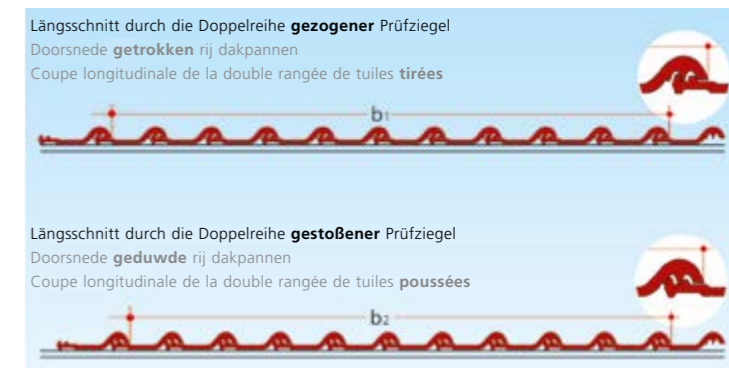 Längsschnitt durch die Doppelreihe gezogener Prüfziegel
Doorsnede getrokken rij dakpannen
Coupe longitudinale de la double rangée de tuiles tirées
b1
Längsschnitt durch die Doppelreihe gestoßener Prüfziegel
Doorsnede geduwde rij dakpannen
Coupe longitudinale de la double rangée de tuiles poussées
b2